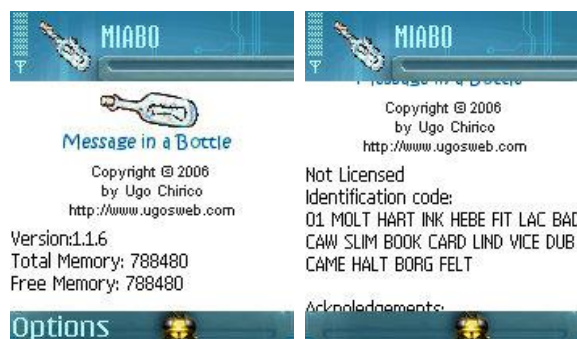 MIABO
Message in a Bottle
Copyright © 2006
by Ugo Chirico
http://www.ugosweb.com
Version:1.1.6
Total Memory: 788480
Free Memory: 788480
Options
MIABO
Message in a Bottle
Copyright © 2006
by Ugo Chirico
http://www.ugosweb.com
Not Licensed
Identification code:
01 MOLT HART INK HEBE FIT LAC BAD
CAW SLIM BOOK CARD LIND VICE DUB
CAME HALT BORG FELT
Acknoledgements: